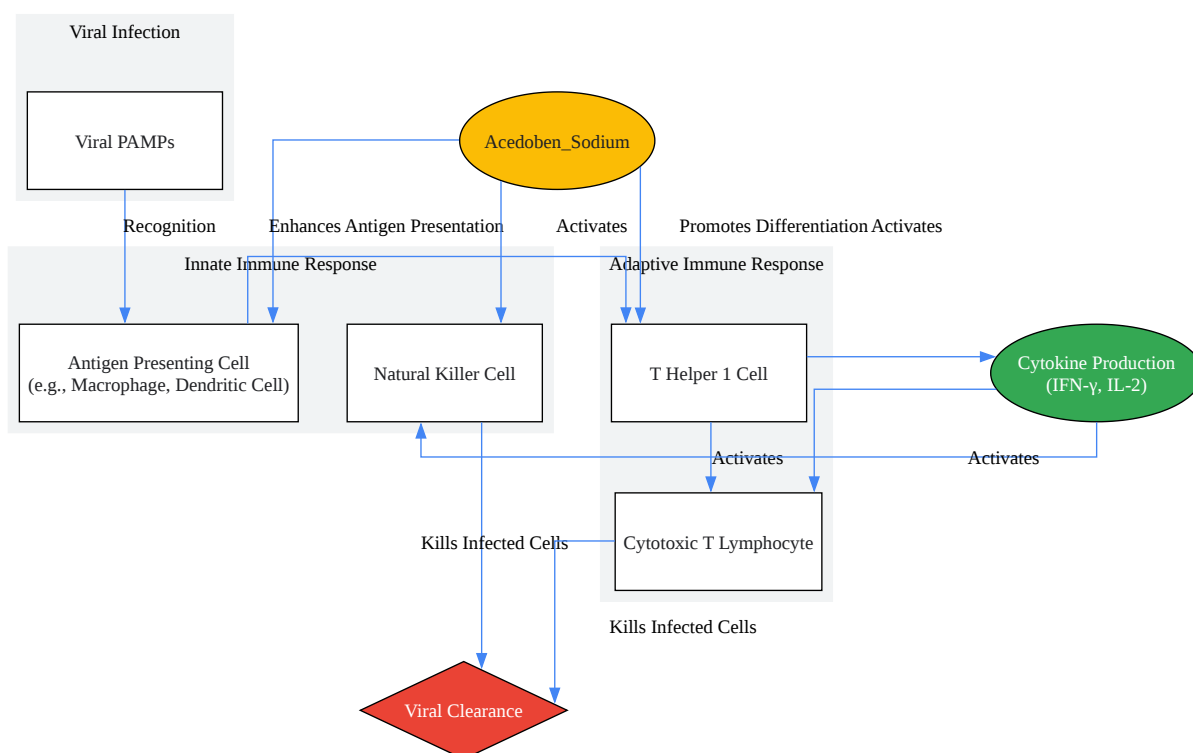 Viral Infection
Viral PAMPs
Acedoben_Sodium
Recognition
Enhances Antigen Presentation
Activates
Promotes Differentiation
Activates
Innate Immune Response
Adaptive Immune Response
Antigen Presenting Cell
(e.g., Macrophage, Dendritic Cell)
Natural Killer Cell
T Helper 1 Cell
Cytokine Production
(IFN-γ, IL-2)
Activates
Activates
Kills Infected Cells
Cytotoxic T Lymphocyte
Kills Infected Cells
Viral Clearance